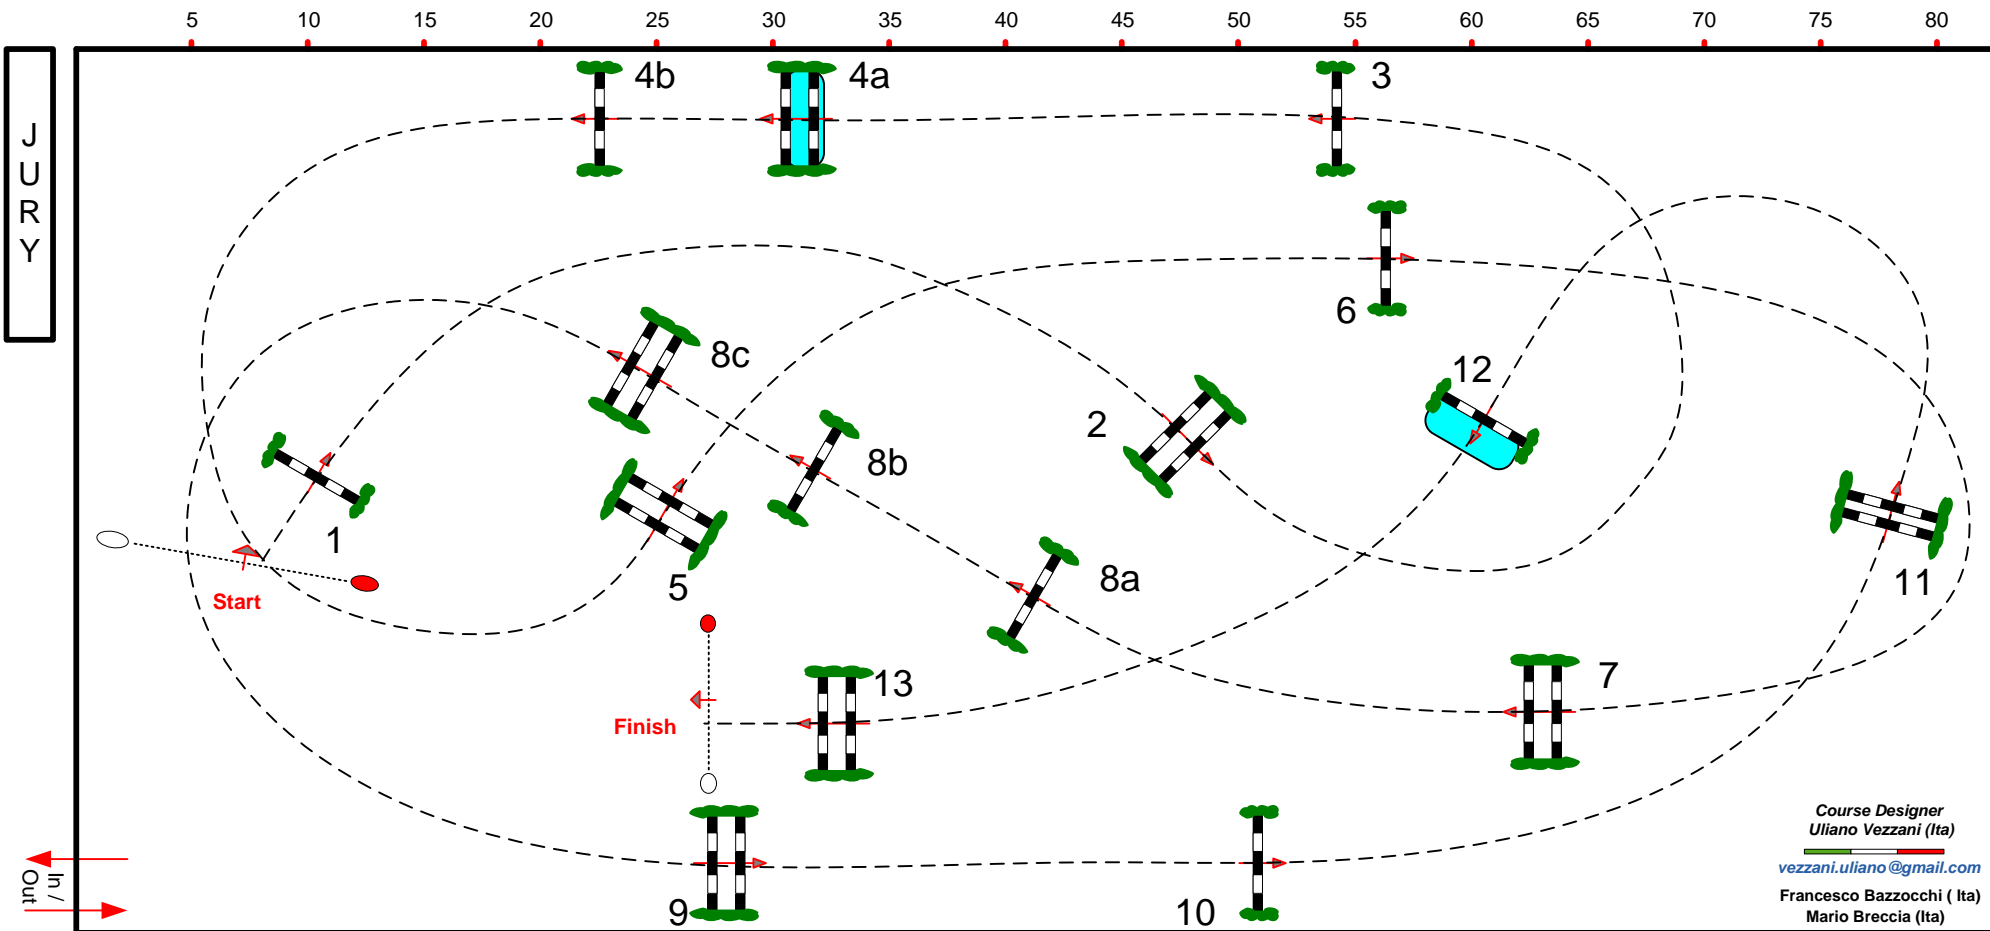 5 10 15 20 25 30 35 40 45 50 55 60 65 70 75 80
JURY
4b 4a 3
6
8c
12
2
8b
1
5
8a
11
Start
13
7
Finish
9
10
In /
Out
Course Designer
Uliano Vezzani (Ita)
vezzani.uliano@gmail.com
Francesco Bazzocchi ( Ita)
Mario Breccia (Ita)